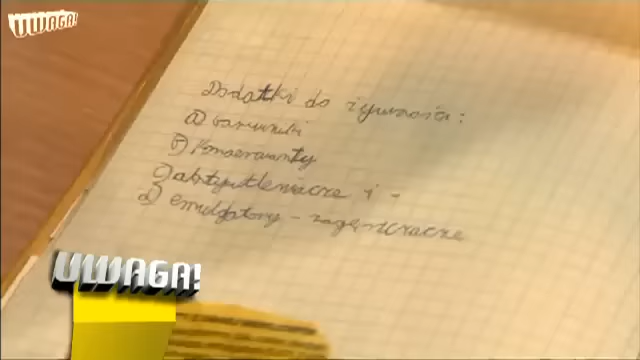 UWAGA!
Dodatki do żywności:
a) barwniki
b) Konserwanty
c) antyutleniacze i -
d) emulgatory - zagęszczacze
UWAGA!